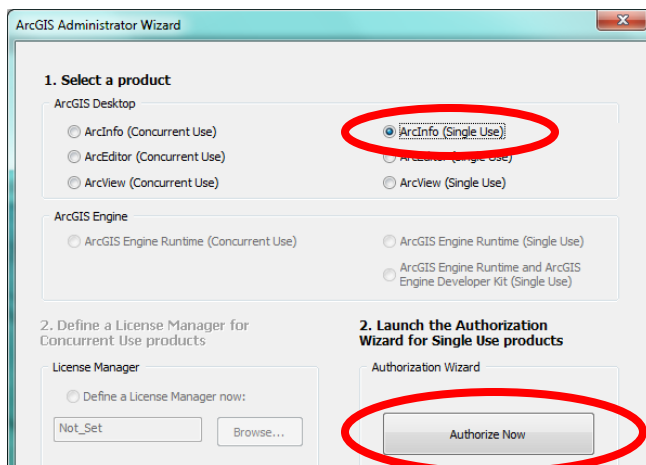 ArcGIS Administrator Wizard
1. Select a product
ArcGIS Desktop
ArcInfo (Concurrent Use)
ArcInfo (Single Use)
ArcEditor (Concurrent Use)
ArcEditor (Single Use)
ArcView (Concurrent Use)
ArcView (Single Use)
ArcGIS Engine
ArcGIS Engine Runtime (Concurrent Use)
ArcGIS Engine Runtime (Single Use)
ArcGIS Engine Runtime and ArcGIS
Engine Developer Kit (Single Use)
2. Define a License Manager for
Concurrent Use products
2. Launch the Authorization
Wizard for Single Use products
License Manager
Authorization Wizard
Define a License Manager now:
Not_Set
Browse...
Authorize Now